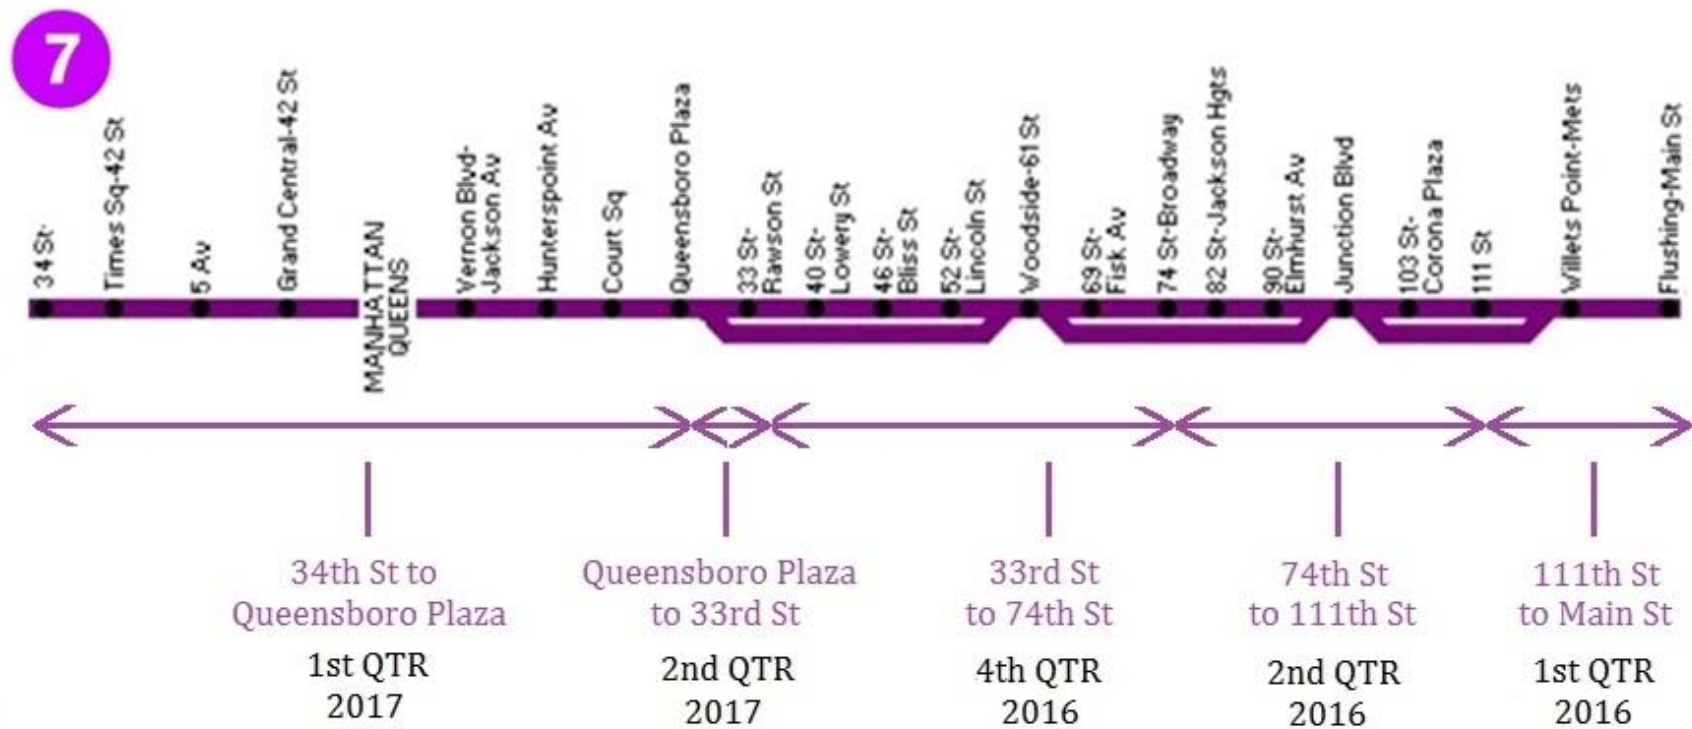 7
34 St
Times Sq-42 St
5 Av
Grand Central-42 St
MANHATTAN
QUEENS
Vernon Blvd-
Jackson Av
Hunterspoint Av
Court Sq
Queensboro Plaza
33 St-
Rawson St
40 St-
Lowery St
46 St-
Bliss St
52 St-
Lincoln St
Woodside-61 St
69 St-
Fisk Av
74 St-Broadway
82 St-Jackson Hgts
90 St-
Elmhurst Av
Junction Blvd
103 St-
Corona Plaza
111 St
Willets Point-Mets
Flushing-Main St
34th St to
Queensboro Plaza
1st QTR
2017
Queensboro Plaza
to 33rd St
2nd QTR
2017
33rd St
to 74th St
4th QTR
2016
74th St
to 111th St
2nd QTR
2016
111th St
to Main St
1st QTR
2016